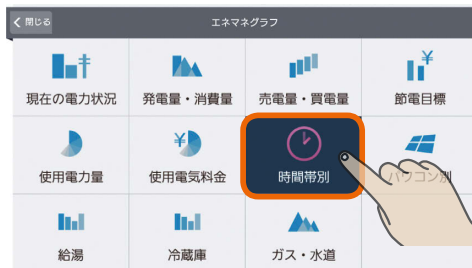 閉じる
エネマネグラフ
現在の電力状況
発電量・消費量
売電量・買電量
節電目標
使用電力量
使用電気料金
時間帯別
パワコン別
給湯
冷蔵庫
ガス・水道